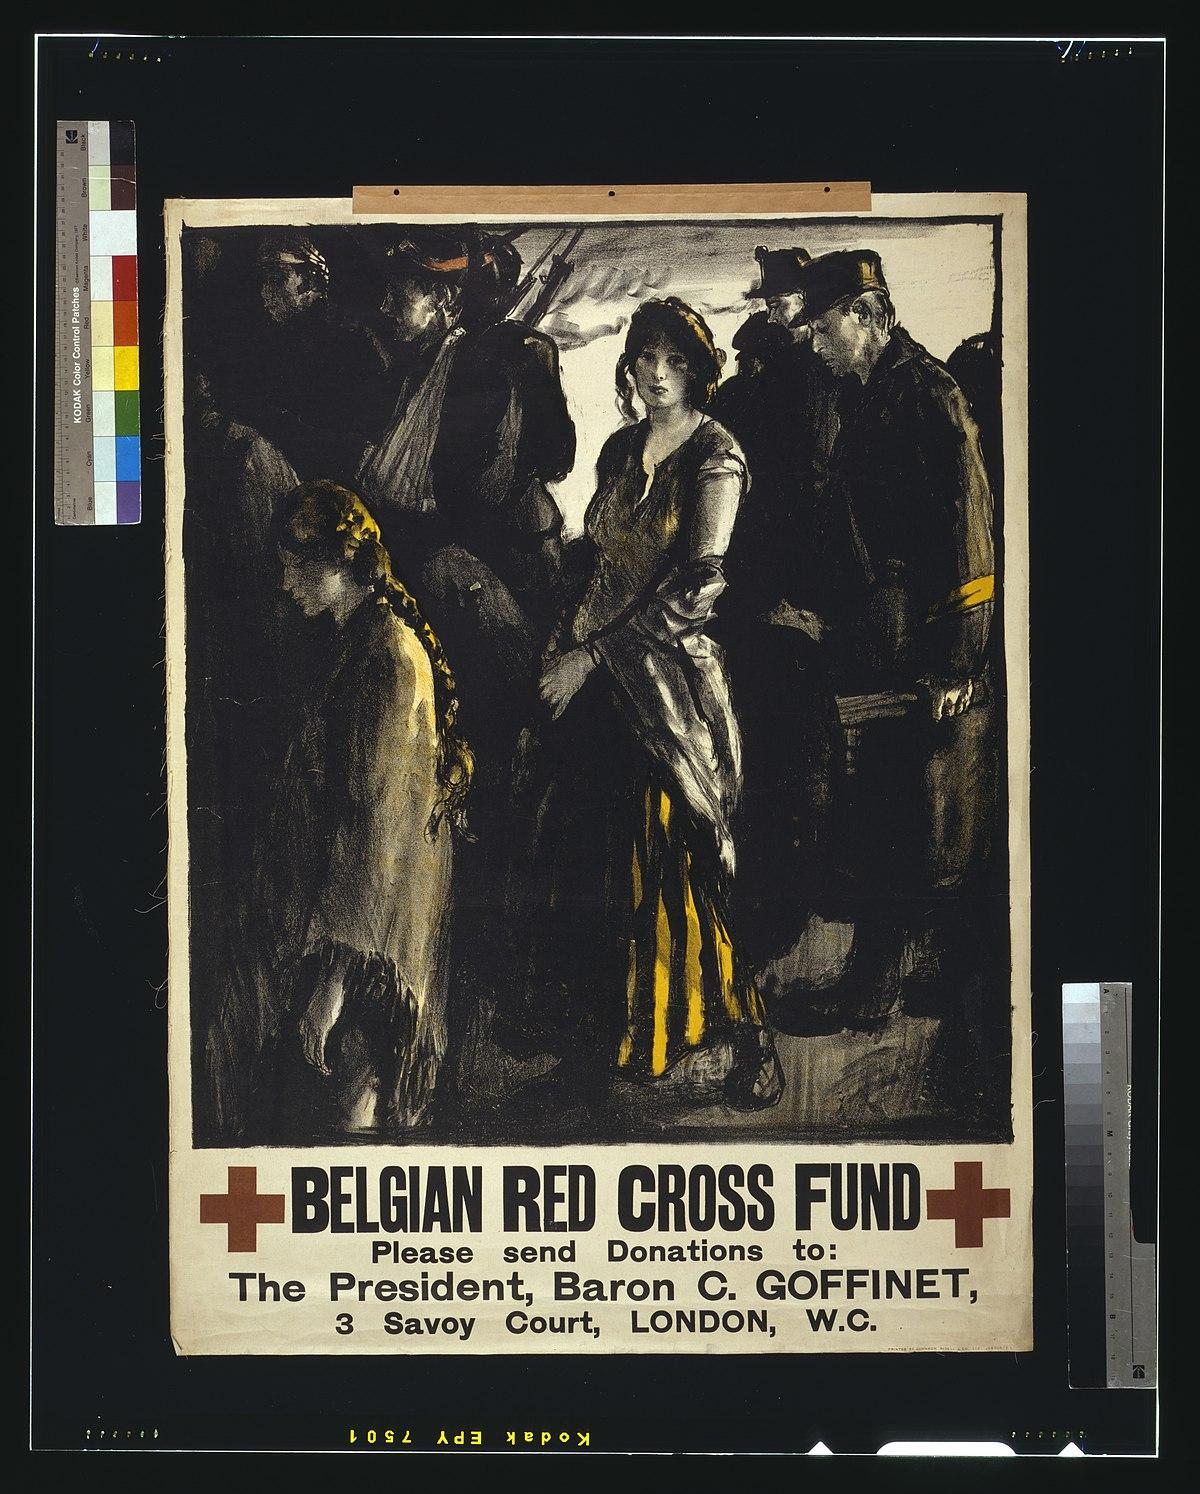 KODAK Color Control Patches
Blue
Cyan
Green
Yellow
Red
Magenta
White
Brown
Black
BELGIAN RED CROSS FUND
Please send Donations to:
The President, Baron C. GOFFINET,
3 Savoy Court, LONDON, W.C.
Kodak EPY 7501